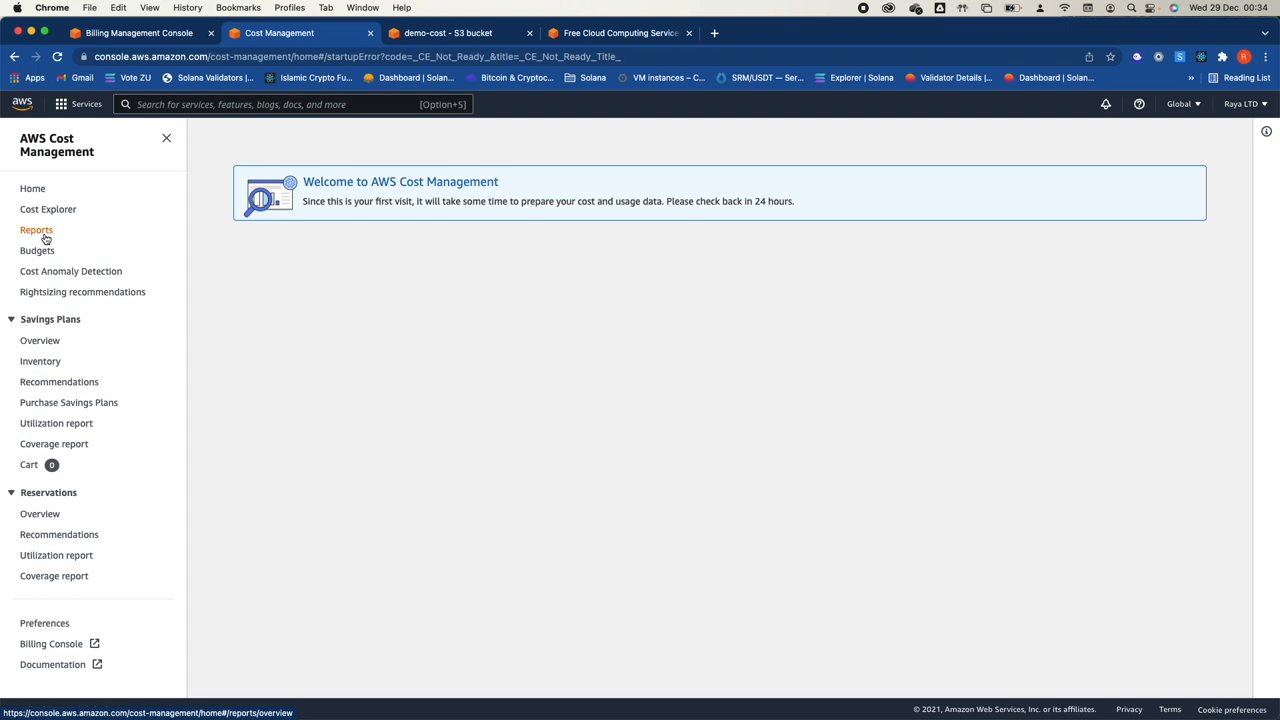 Chrome File Edit View History Bookmarks Profiles Tab Window Help Wed 29 Dec 00:34
Billing Management Console Cost Management demo-cost - S3 bucket Free Cloud Computing Service
console.aws.amazon.com/cost-management/home#/startupError?code=_CE_Not_Ready_&title=_CE_Not_Ready_Title_
Apps Gmail Vote ZU Solana Validators |... Islamic Crypto Fu... Dashboard | Solan... Bitcoin & Cryptoc... Solana VM instances – C... SRM/USDT — Ser... Explorer | Solana Validator Details |... Dashboard | Solan... » Reading List
aws Services Search for services, features, blogs, docs, and more [Option+S] Global Raya LTD
AWS Cost
Management
Home
Cost Explorer
Reports
Budgets
Cost Anomaly Detection
Rightsizing recommendations
Savings Plans
Overview
Inventory
Recommendations
Purchase Savings Plans
Utilization report
Coverage report
Cart 0
Reservations
Overview
Recommendations
Utilization report
Coverage report
Preferences
Billing Console
Documentation
Welcome to AWS Cost Management
Since this is your first visit, it will take some time to prepare your cost and usage data. Please check back in 24 hours.
https://console.aws.amazon.com/cost-management/home#/reports/overview
© 2021, Amazon Web Services, Inc. or its affiliates. Privacy Terms Cookie preferences